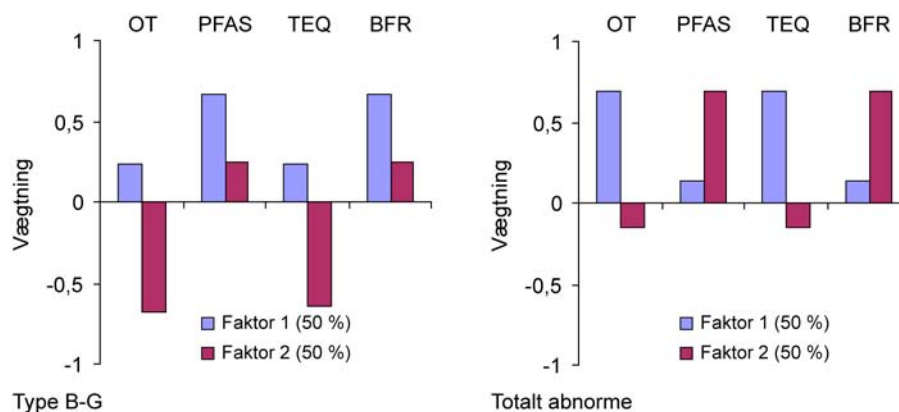 OT PFAS TEQ BFR
1
0,5
0
-0,5
-1
Vægtning
Faktor 1 (50 %)
Faktor 2 (50 %)
Type B-G
OT PFAS TEQ BFR
1
0,5
0
-0,5
-1
Vægtning
Faktor 1 (50 %)
Faktor 2 (50 %)
Totalt abnorme